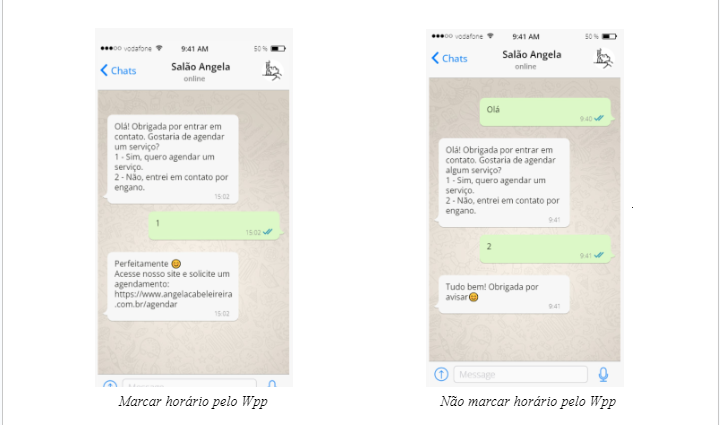 vodafone 9:41 AM 50 %
Chats
Salão Angela
online
Olá! Obrigada por entrar em
contato. Gostaria de agendar
um serviço?
1 - Sim, quero agendar um
serviço.
2 - Não, entrei em contato por
engano.
15:02
1
15:02
Perfeitamente
Acesse nosso site e solicite um
agendamento:
https://www.angelacabeleireira
.com.br/agendar
15:02
Message
Marcar horário pelo Wpp
vodafone 9:41 AM 50 %
Chats
Salão Angela
online
Olá
9:40
Olá! Obrigada por entrar em
contato. Gostaria de agendar
algum serviço?
1 - Sim, quero agendar um
serviço.
2 - Não, entrei em contato por
engano.
9:41
2
9:41
Tudo bem! Obrigada por
avisar
9:41
Message
Não marcar horário pelo Wpp